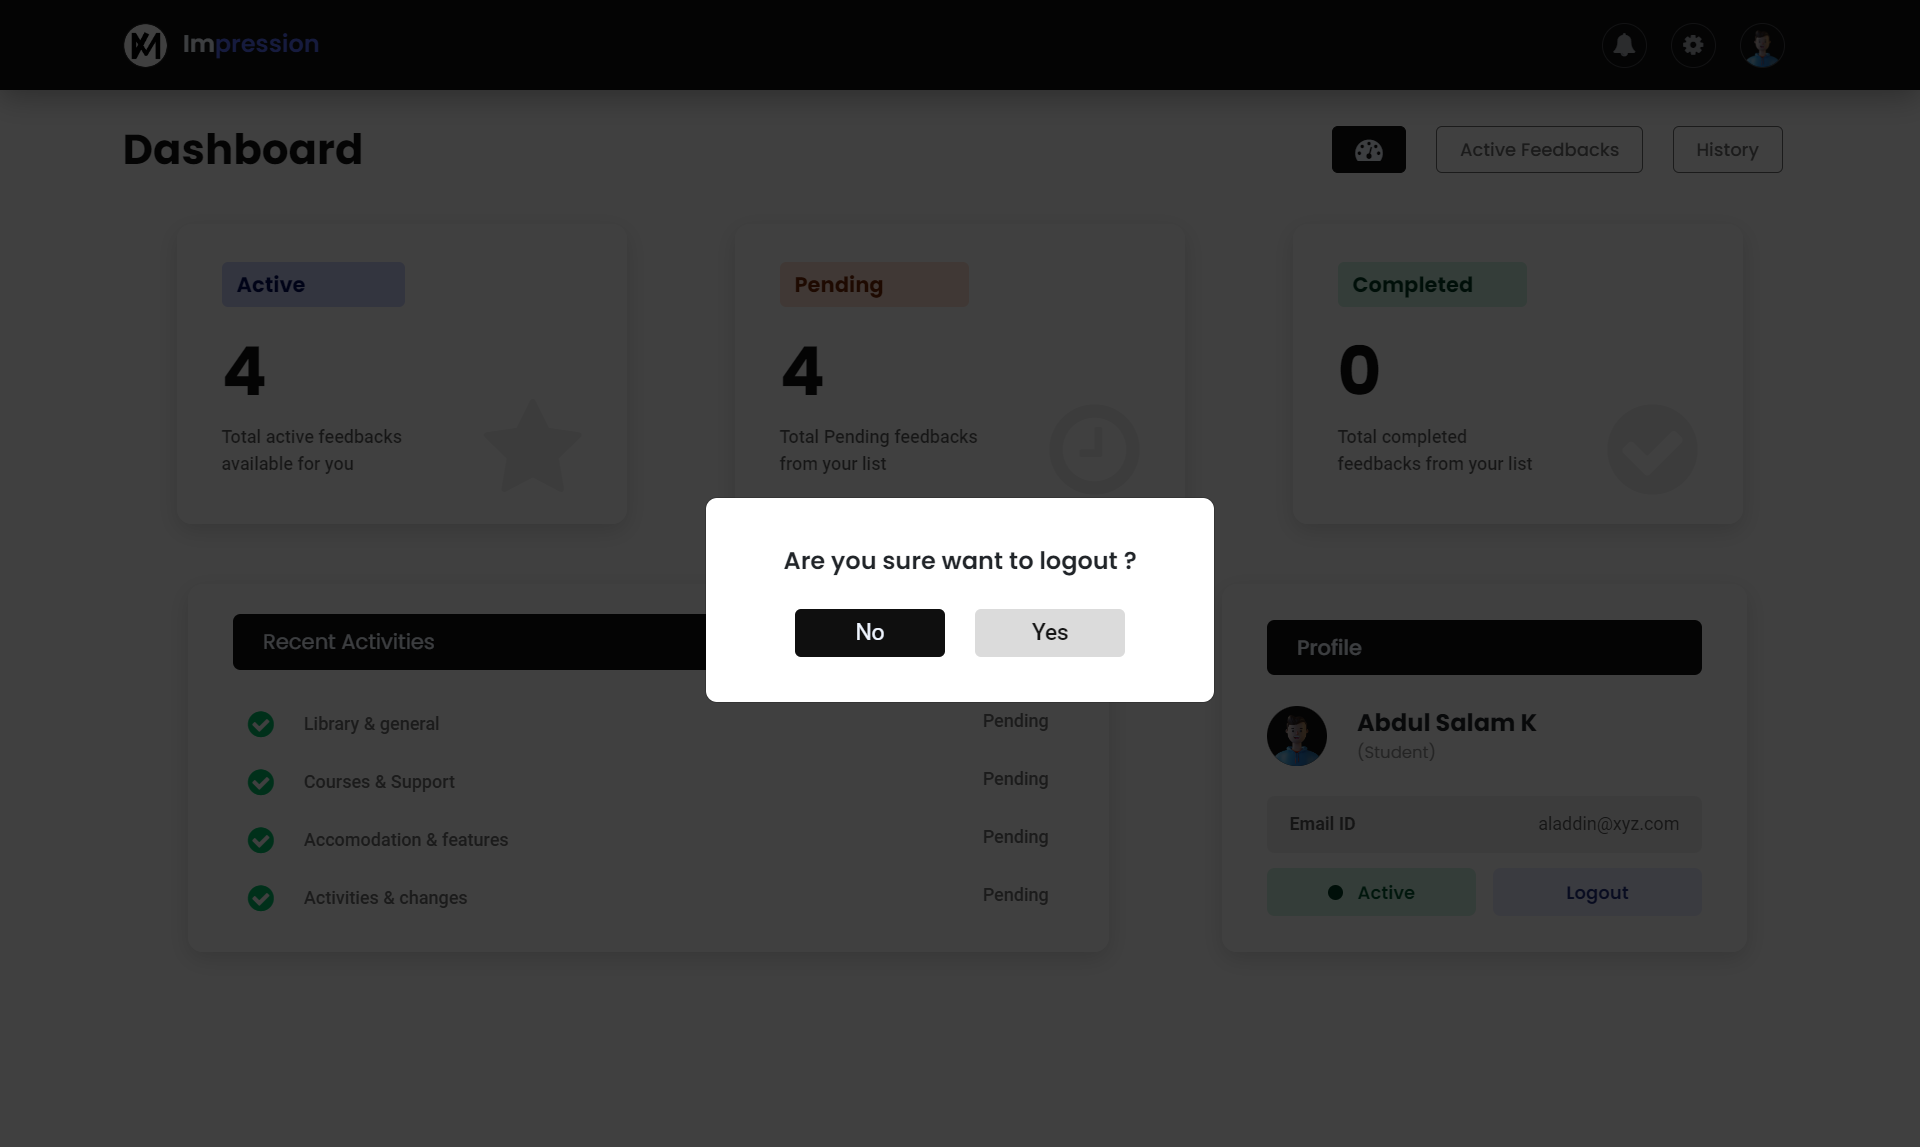 Impression
Dashboard
Active Feedbacks
History
Active
4
Total active feedbacks
available for you
Pending
4
Total Pending feedbacks
from your list
Completed
0
Total completed
feedbacks from your list
Are you sure want to logout ?
No
Yes
Recent Activities
Library & general
Pending
Courses & Support
Pending
Accomodation & features
Pending
Activities & changes
Pending
Profile
Abdul Salam K
(Student)
Email ID
aladdin@xyz.com
Active
Logout